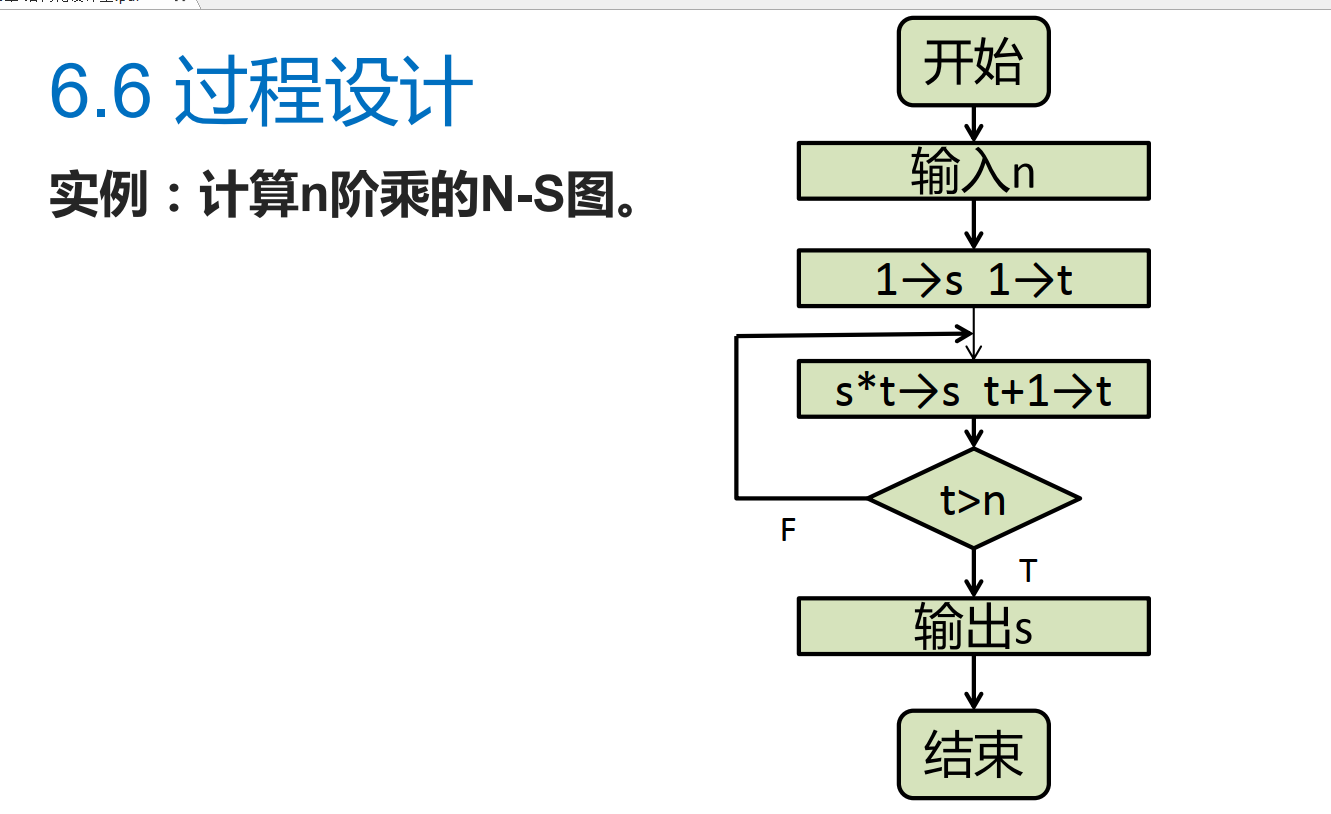 6.6 过程设计
实例：计算n阶乘的N-S图。
开始
输入n
1→s 1→t
s*t→s t+1→t
t>n
F
T
输出s
结束